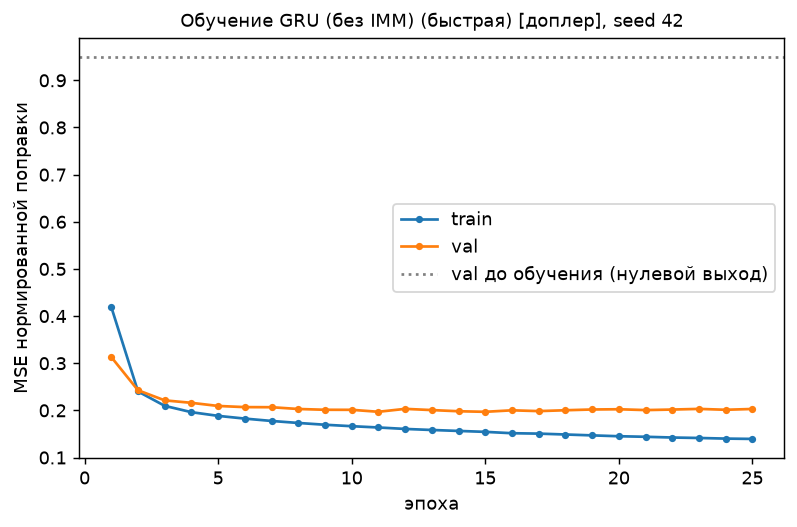 Обучение GRU (без IMM) (быстрая) [доплер], seed 42
MSE нормированной поправки
0.9
0.8
0.7
0.6
0.5
0.4
0.3
0.2
0.1
train
val
val до обучения (нулевой выход)
0
5
10
15
20
25
эпоха